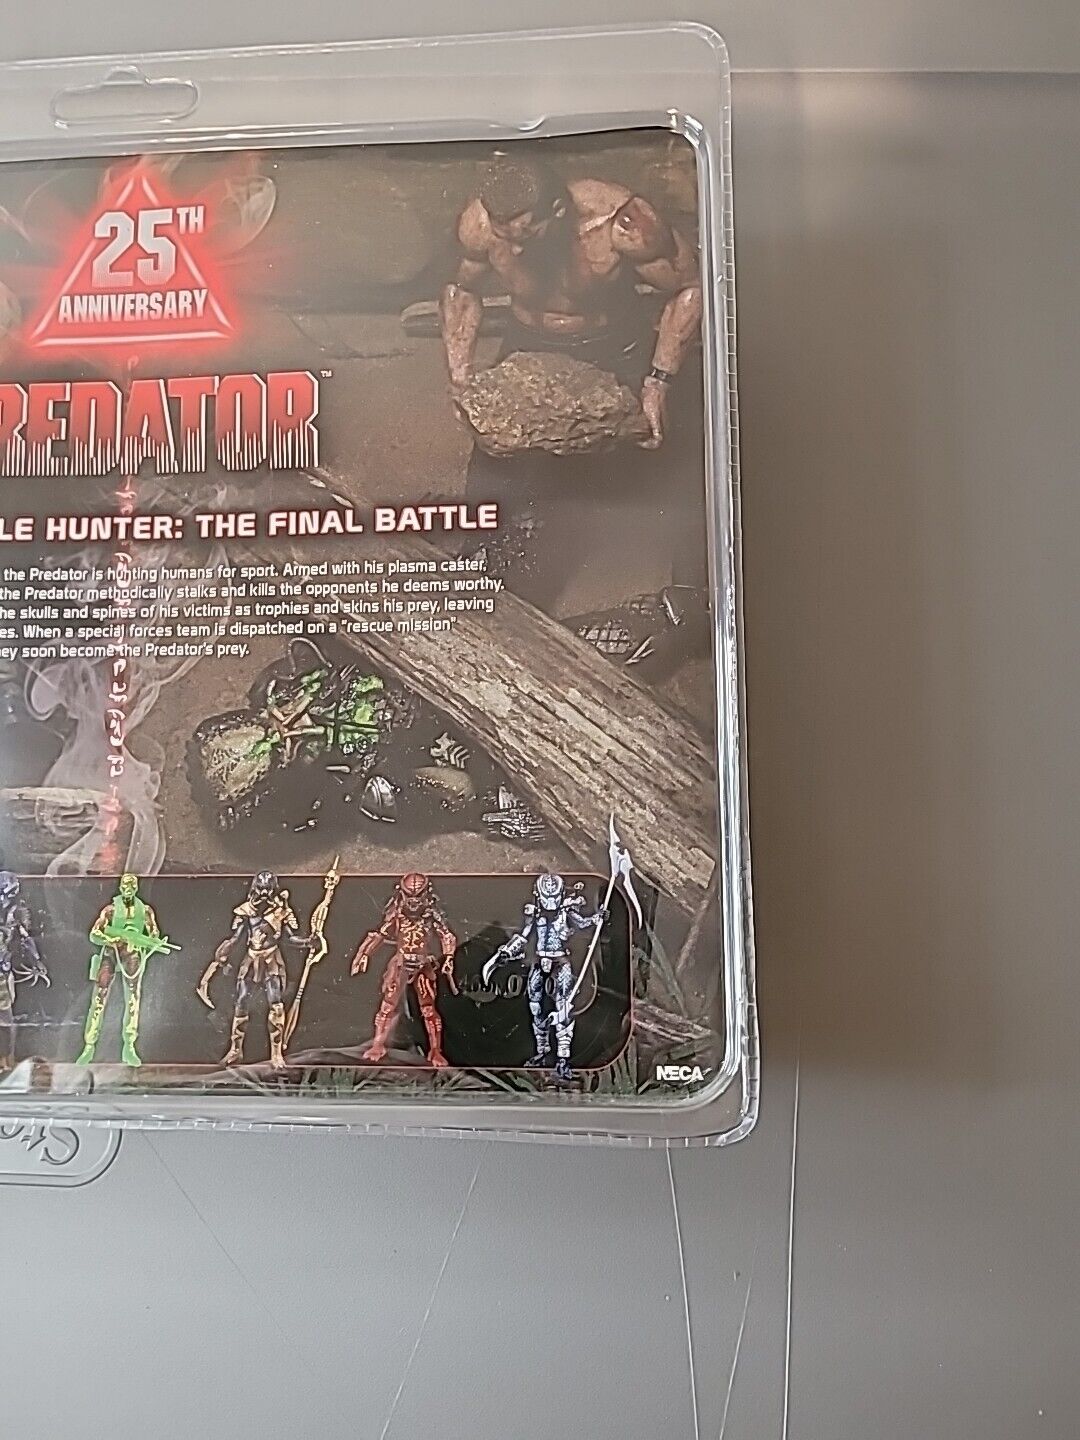 25TH
ANNIVERSARY
REDATOR™
LE HUNTER: THE FINAL BATTLE
the Predator is hunting humans for sport. Armed with his plasma caster,
the Predator methodically stalks and kills the opponents he deems worthy.
he skulls and spines of his victims as trophies and skins his prey, leaving
es. When a special forces team is dispatched on a "rescue mission"
ey soon become the Predator's prey.
NECA